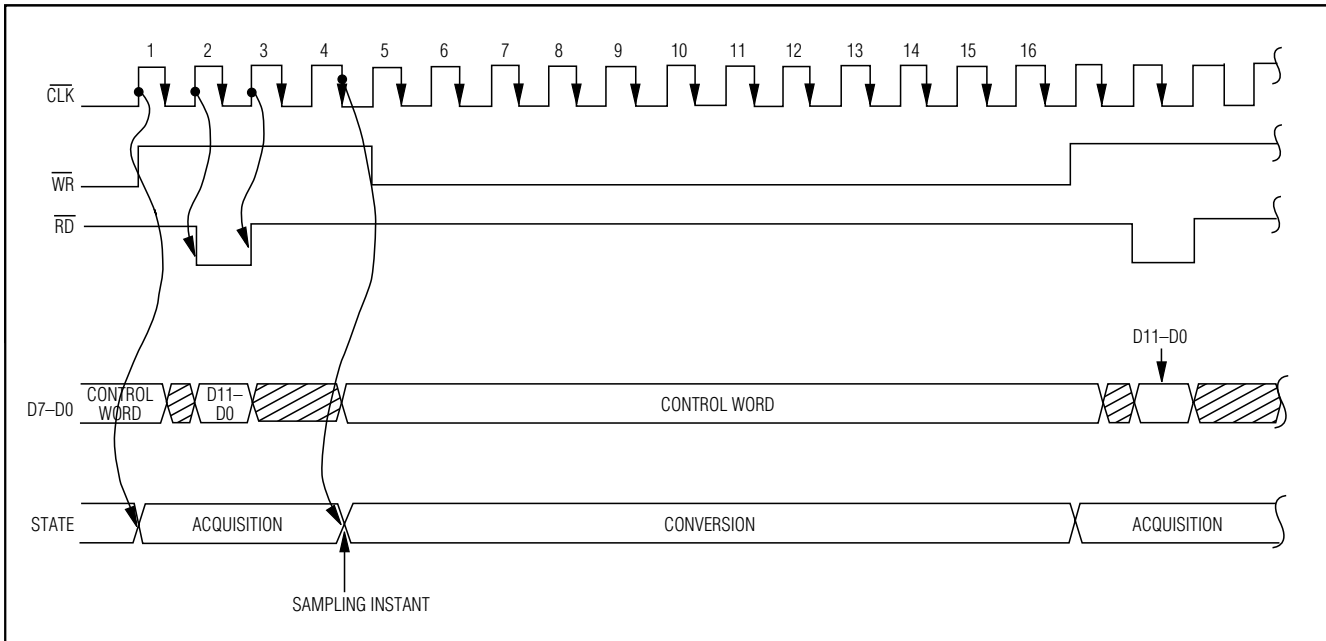 1 2 3 4 5 6 7 8 9 10 11 12 13 14 15 16
CLK
WR
RD
D11–D0
D7–D0
CONTROL
WORD
D11–
D0
CONTROL WORD
STATE
ACQUISITION
CONVERSION
ACQUISITION
SAMPLING INSTANT